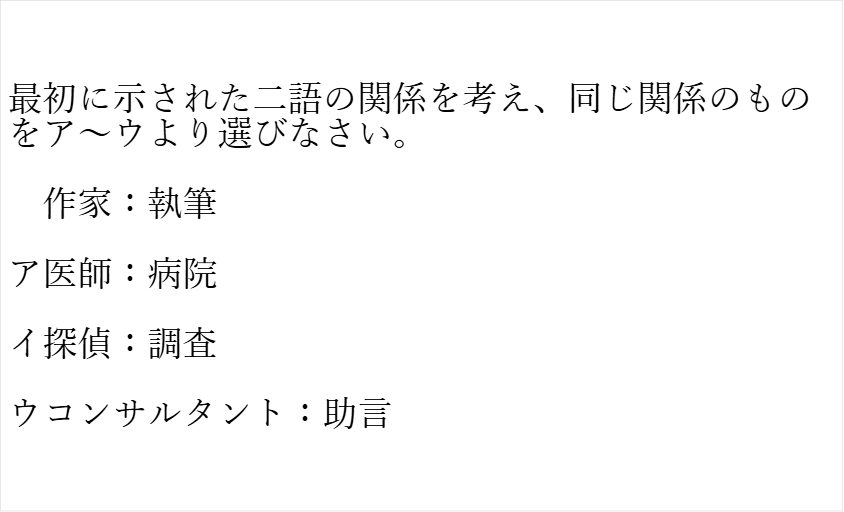 最初に示された二語の関係を考え、同じ関係のもの
をア～ウより選びなさい。
　作家：執筆
ア医師：病院
イ探偵：調査
ウコンサルタント：助言